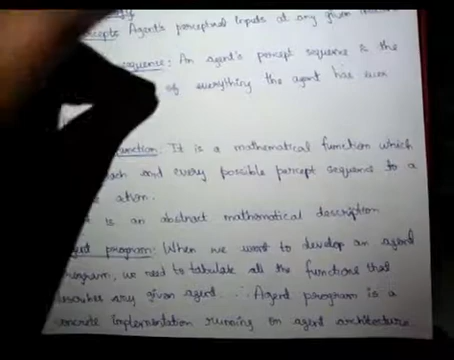 Agent's perceptual inputs at any given
sequence: An agent's percept sequence is the
of everything the agent has ever
function: It is a mathematical function which
each and every possible percept sequence to a
ation.
is an abstract mathematical description
program: When we want to develop an agent
program, we need to tabulate all the functions that
describes any given agent. ∴ Agent program is a
concrete implementation running on agent architecture.